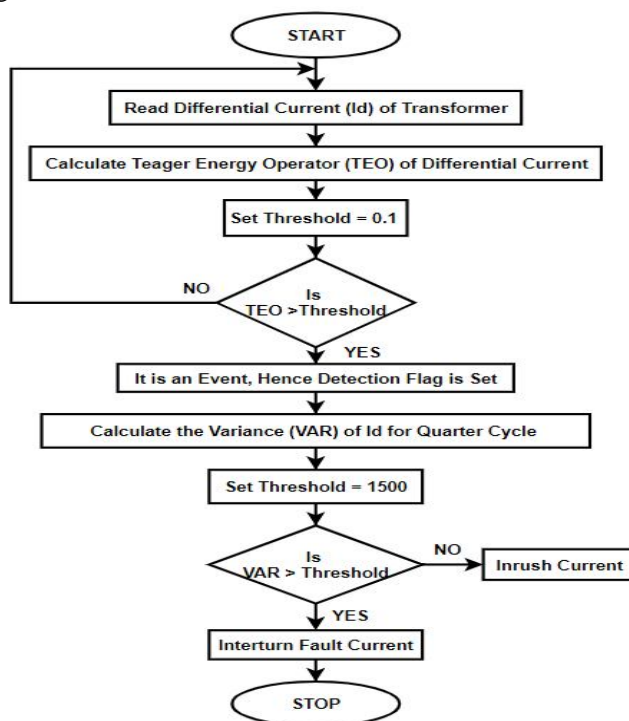 START
Read Differential Current (Id) of Transformer
Calculate Teager Energy Operator (TEO) of Differential Current
Set Threshold = 0.1
Is
TEO >Threshold
NO
YES
It is an Event, Hence Detection Flag is Set
Calculate the Variance (VAR) of Id for Quarter Cycle
Set Threshold = 1500
Is
VAR > Threshold
NO
Inrush Current
YES
Interturn Fault Current
STOP